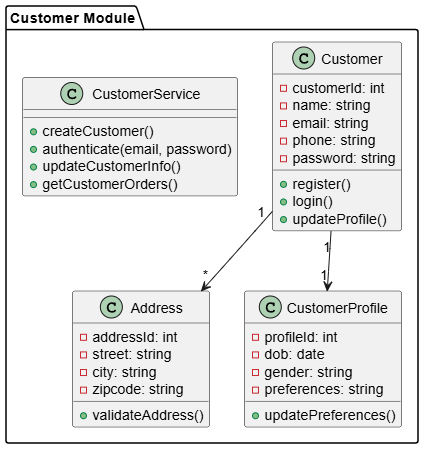 Customer Module
C CustomerService
createCustomer()
authenticate(email, password)
updateCustomerInfo()
getCustomerOrders()
C Customer
customerId: int
name: string
email: string
phone: string
password: string
register()
login()
updateProfile()
1
*
1
1
C Address
addressId: int
street: string
city: string
zipcode: string
validateAddress()
C CustomerProfile
profileId: int
dob: date
gender: string
preferences: string
updatePreferences()